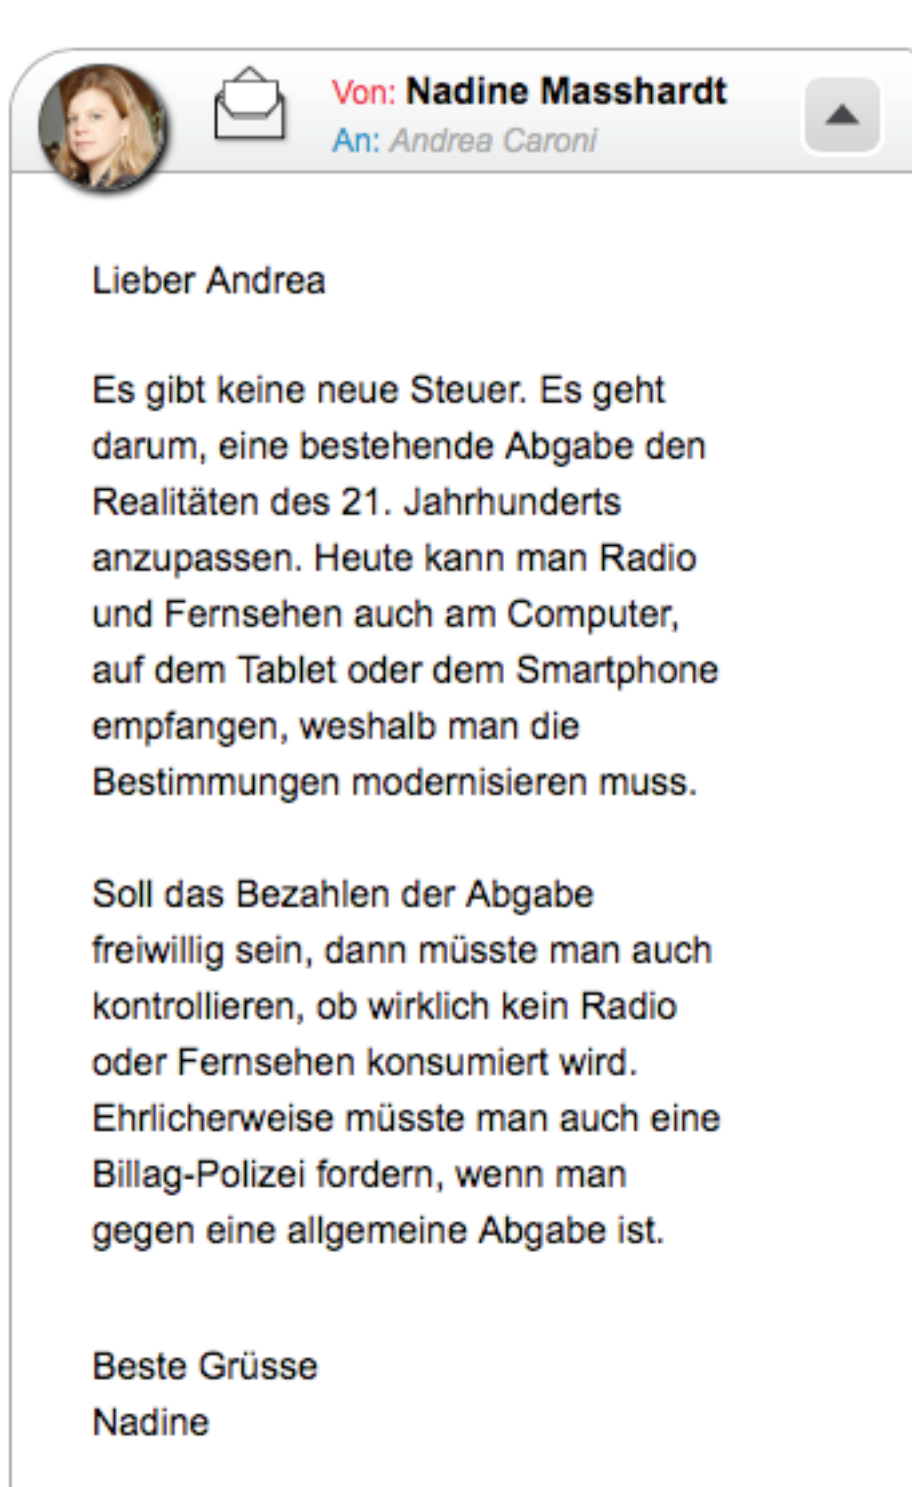 Von: Nadine Masshardt
An: Andrea Caroni
Lieber Andrea
Es gibt keine neue Steuer. Es geht
darum, eine bestehende Abgabe den
Realitäten des 21. Jahrhunderts
anzupassen. Heute kann man Radio
und Fernsehen auch am Computer,
auf dem Tablet oder dem Smartphone
empfangen, weshalb man die
Bestimmungen modernisieren muss.
Soll das Bezahlen der Abgabe
freiwillig sein, dann müsste man auch
kontrollieren, ob wirklich kein Radio
oder Fernsehen konsumiert wird.
Ehrlicherweise müsste man auch eine
Billag-Polizei fordern, wenn man
gegen eine allgemeine Abgabe ist.
Beste Grüsse
Nadine